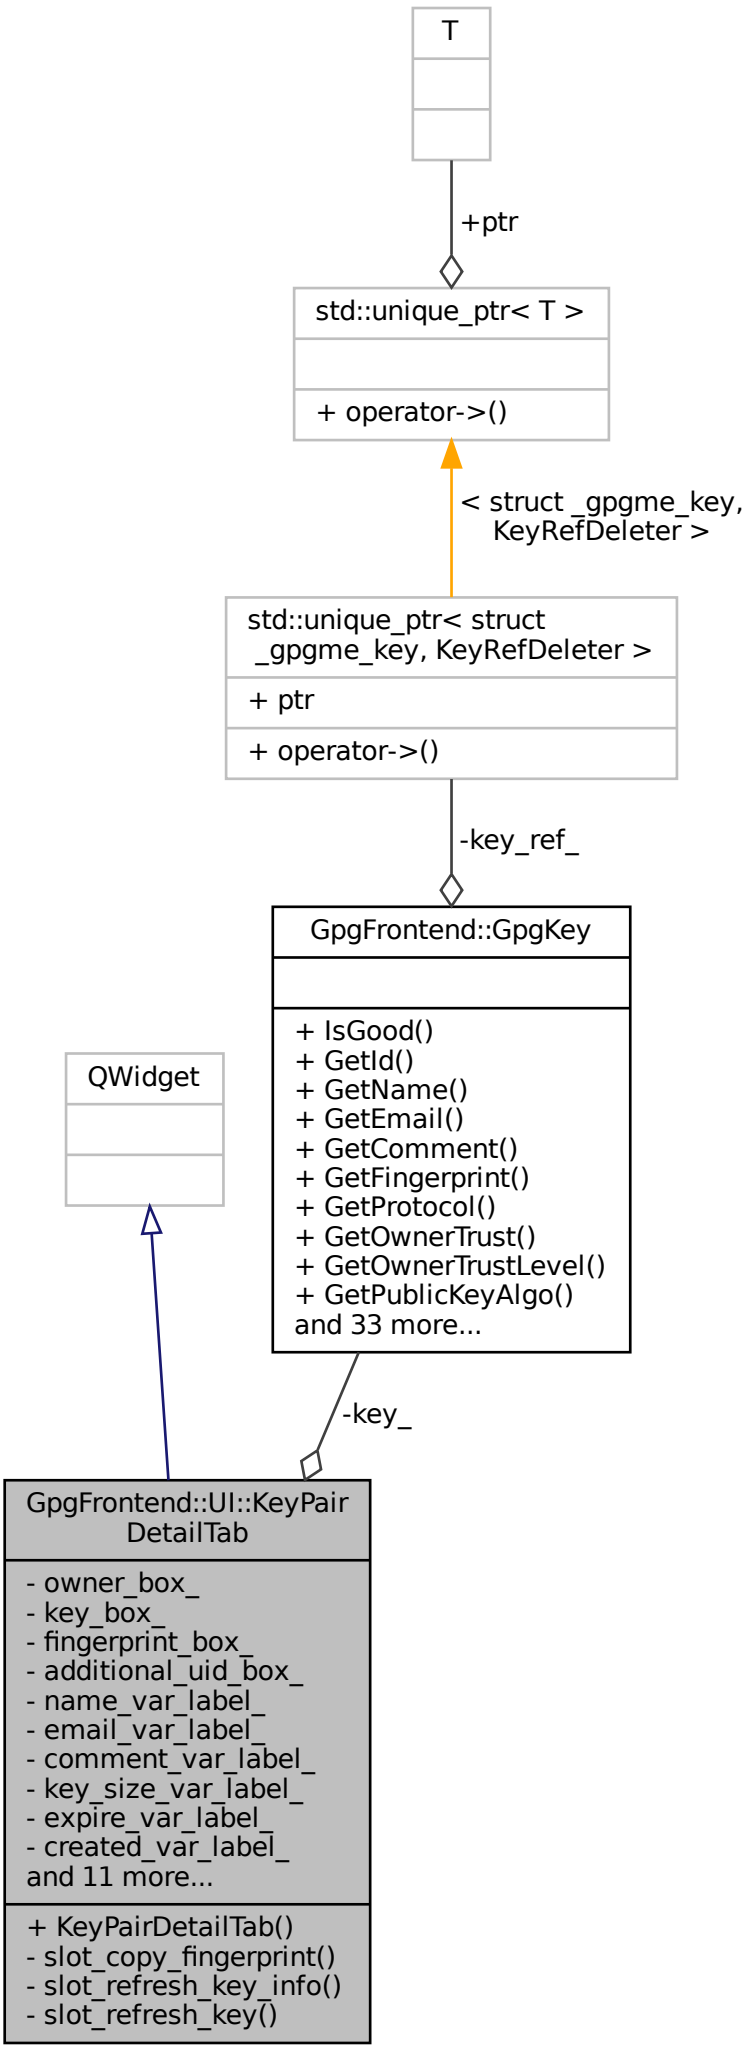 T
+ptr
std::unique_ptr< T >
+ operator->()
< struct _gpgme_key,
KeyRefDeleter >
std::unique_ptr< struct
_gpgme_key, KeyRefDeleter >
+ ptr
+ operator->()
-key_ref_
GpgFrontend::GpgKey
+ IsGood()
+ GetId()
+ GetName()
+ GetEmail()
+ GetComment()
+ GetFingerprint()
+ GetProtocol()
+ GetOwnerTrust()
+ GetOwnerTrustLevel()
+ GetPublicKeyAlgo()
and 33 more...
QWidget
-key_
GpgFrontend::UI::KeyPair
DetailTab
- owner_box_
- key_box_
- fingerprint_box_
- additional_uid_box_
- name_var_label_
- email_var_label_
- comment_var_label_
- key_size_var_label_
- expire_var_label_
- created_var_label_
and 11 more...
+ KeyPairDetailTab()
- slot_copy_fingerprint()
- slot_refresh_key_info()
- slot_refresh_key()